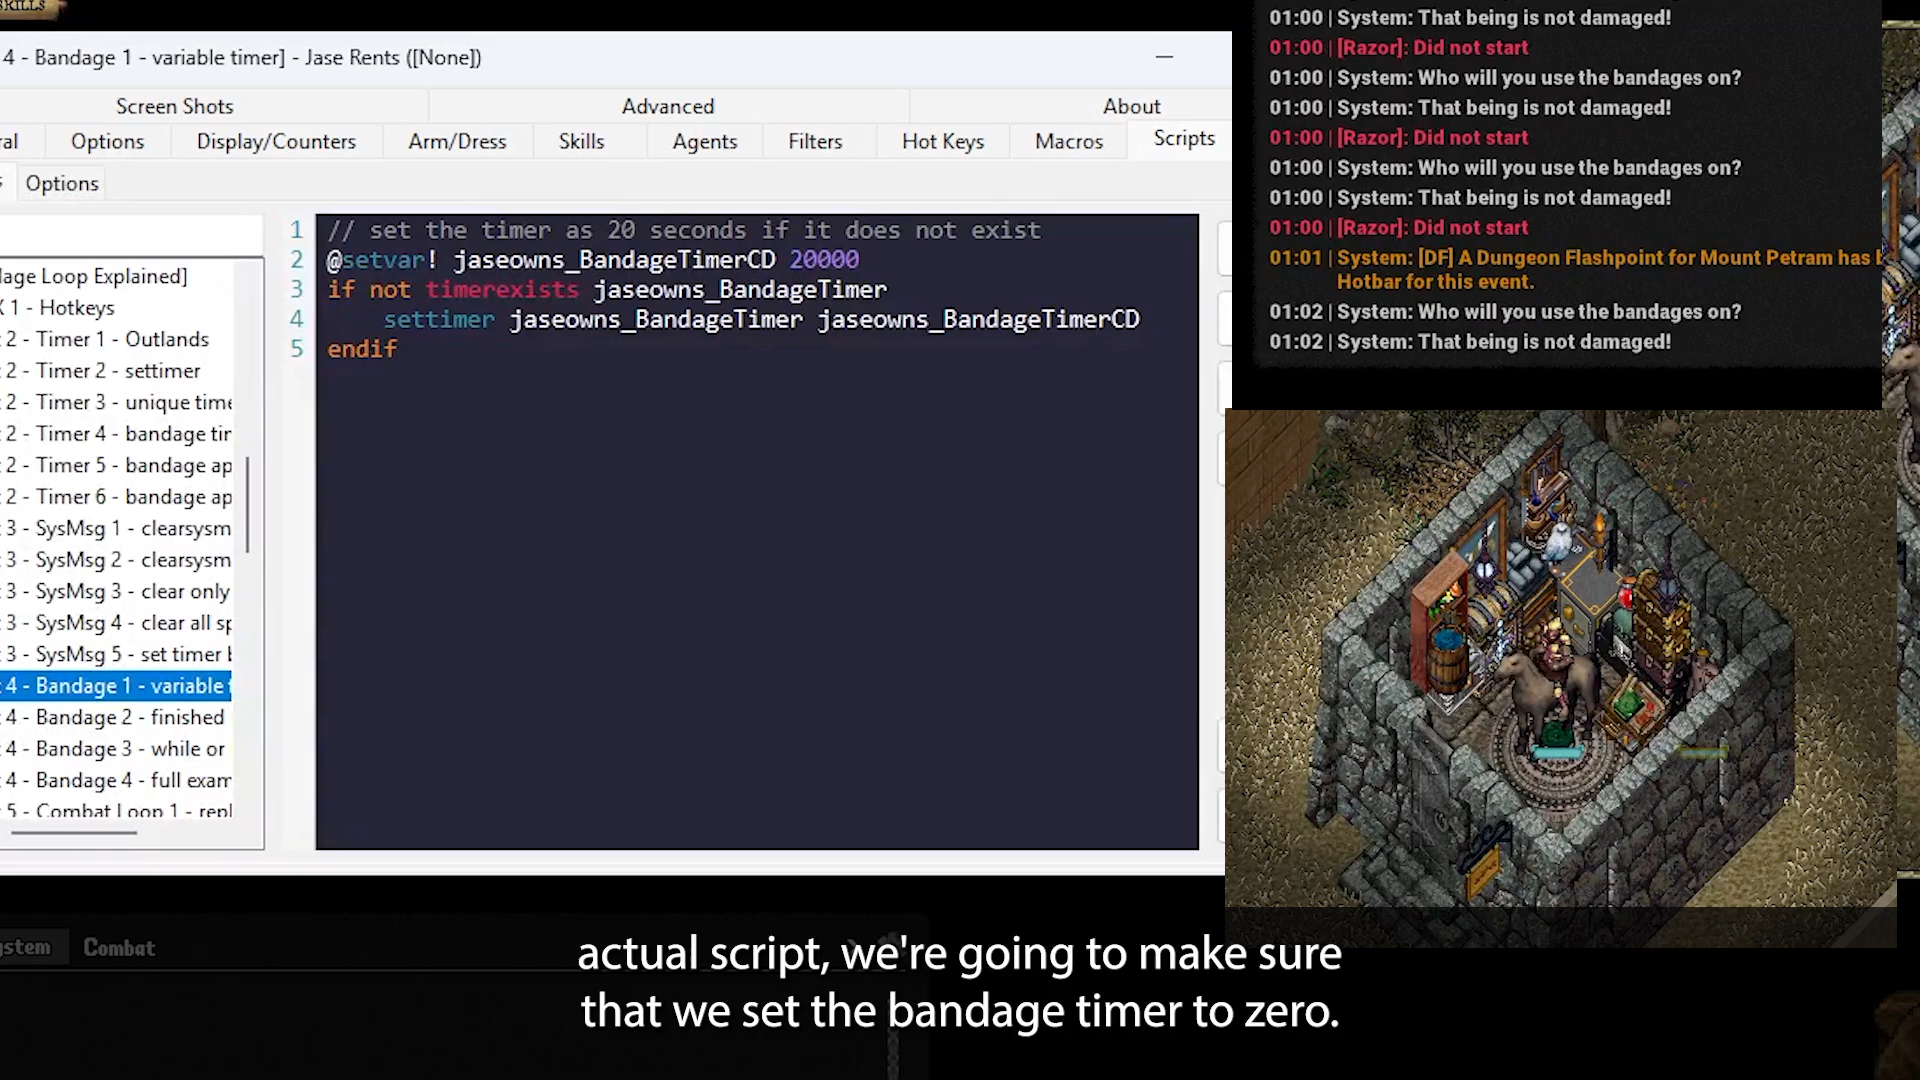 SKILLS
4 - Bandage 1 - variable timer] - Jase Rents ([None])
Screen Shots
Advanced
About
ral
Options
Display/Counters
Arm/Dress
Skills
Agents
Filters
Hot Keys
Macros
Scripts
Options
1 // set the timer as 20 seconds if it does not exist
2 @setvar! jaseowns_BandageTimerCD 20000
3 if not timerexists jaseowns_BandageTimer
4 settimer jaseowns_BandageTimer jaseowns_BandageTimerCD
5 endif
dage Loop Explained]
X 1 - Hotkeys
2 - Timer 1 - Outlands
2 - Timer 2 - settimer
2 - Timer 3 - unique time
2 - Timer 4 - bandage tir
2 - Timer 5 - bandage ap
2 - Timer 6 - bandage ap
3 - SysMsg 1 - clearsysm
3 - SysMsg 2 - clearsysm
3 - SysMsg 3 - clear only
3 - SysMsg 4 - clear all sp
3 - SysMsg 5 - set timer b
4 - Bandage 1 - variable t
4 - Bandage 2 - finished
4 - Bandage 3 - while or
4 - Bandage 4 - full exam
5 - Combat Loop 1 - repl
01:00 | System: That being is not damaged!
01:00 | [Razor]: Did not start
01:00 | System: Who will you use the bandages on?
01:00 | System: That being is not damaged!
01:00 | [Razor]: Did not start
01:00 | System: Who will you use the bandages on?
01:00 | System: That being is not damaged!
01:00 | [Razor]: Did not start
01:01 | System: [DF] A Dungeon Flashpoint for Mount Petram has b
Hotbar for this event.
01:02 | System: Who will you use the bandages on?
01:02 | System: That being is not damaged!
ystem
Combat
actual script, we're going to make sure
that we set the bandage timer to zero.